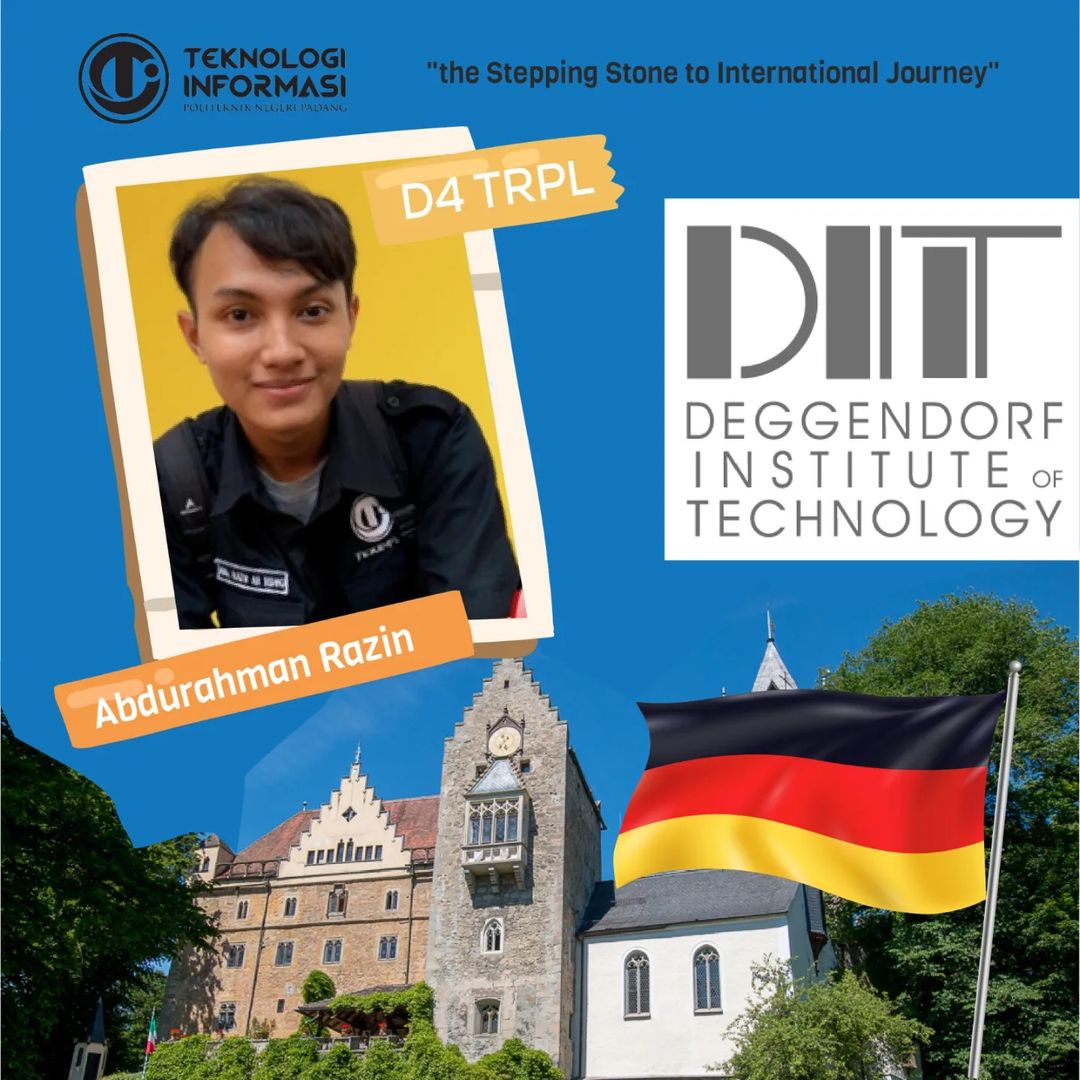 TEKNOLOGI
INFORMASI
POLITEKNIK NEGERI PADANG
"the Stepping Stone to International Journey"
D4 TRPL
DIT
DEGGENDORF
INSTITUTE OF
TECHNOLOGY
Abdurahman Razin